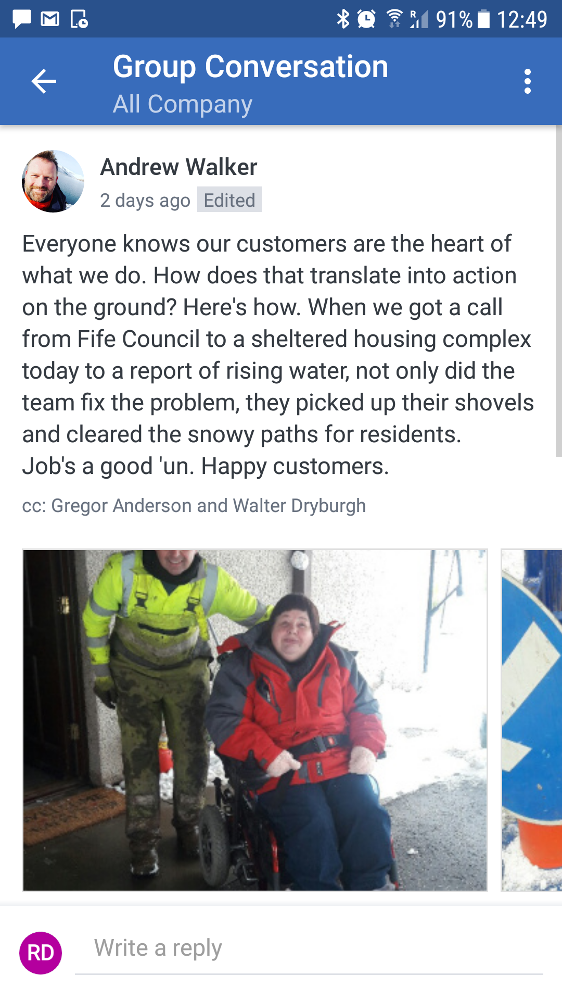 91% 12:49
Group Conversation
All Company
Andrew Walker
2 days ago Edited
Everyone knows our customers are the heart of
what we do. How does that translate into action
on the ground? Here's how. When we got a call
from Fife Council to a sheltered housing complex
today to a report of rising water, not only did the
team fix the problem, they picked up their shovels
and cleared the snowy paths for residents.
Job's a good 'un. Happy customers.
cc: Gregor Anderson and Walter Dryburgh
RD Write a reply